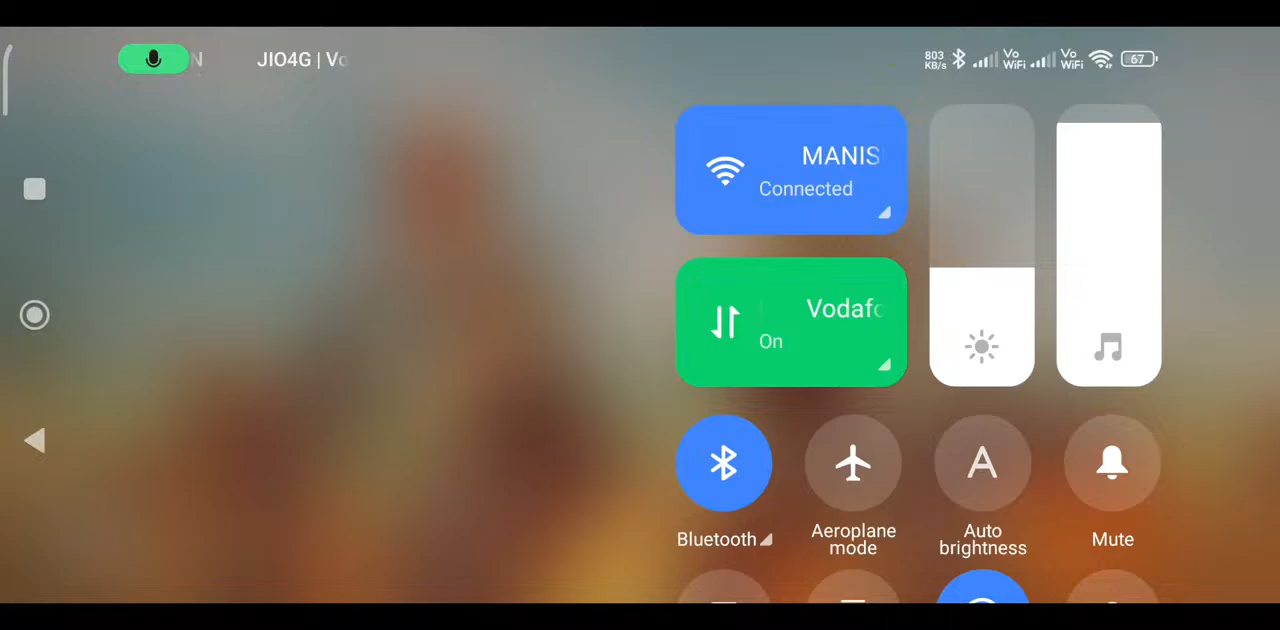 N JIO4G | Vo
803
KB/s
Vo
WiFi
Vo
WiFi
67
MANIS
Connected
Vodafo
On
Bluetooth
Aeroplane
mode
Auto
brightness
Mute
A